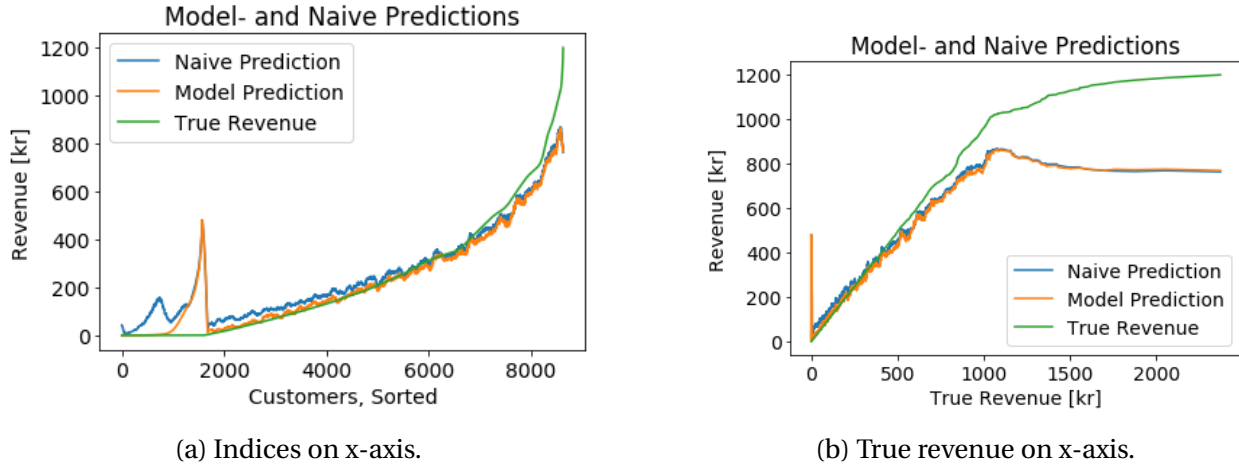 Model- and Naive Predictions
1200
1000
800
600
400
200
0
Revenue [kr]
Naive Prediction
Model Prediction
True Revenue
0 2000 4000 6000 8000
Customers, Sorted
(a) Indices on x-axis.
Model- and Naive Predictions
1200
1000
800
600
400
200
0
Revenue [kr]
Naive Prediction
Model Prediction
True Revenue
0 500 1000 1500 2000
True Revenue [kr]
(b) True revenue on x-axis.